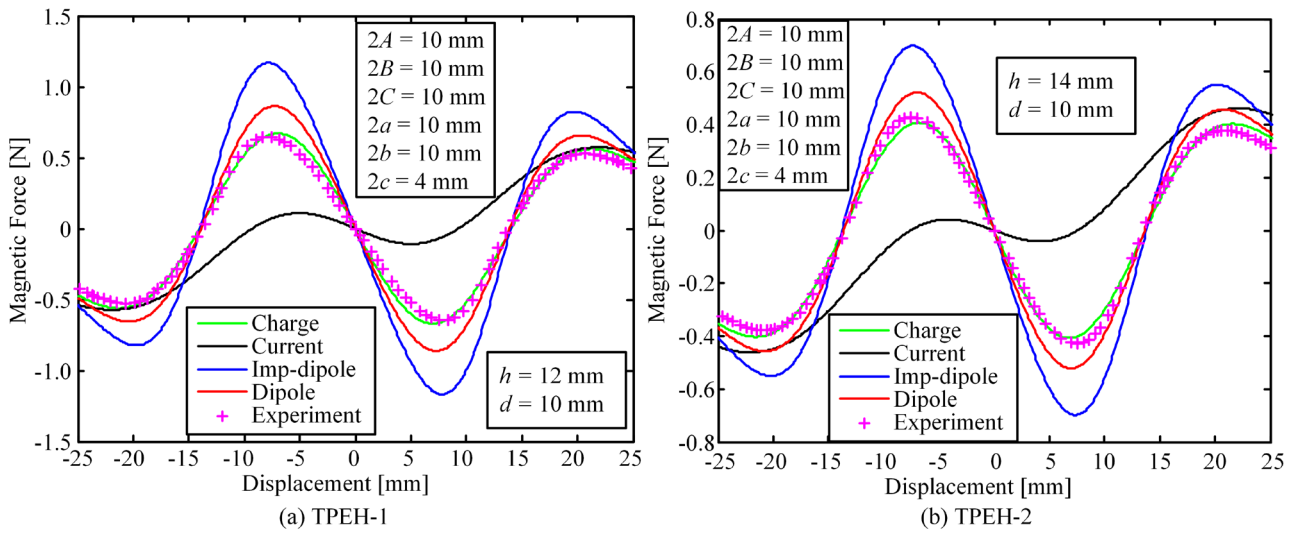 1.5
1.0
0.5
0
-0.5
-1.0
-1.5
Magnetic Force [N]
2A = 10 mm
2B = 10 mm
2C = 10 mm
2a = 10 mm
2b = 10 mm
2c = 4 mm
Charge
Current
Imp-dipole
Dipole
Experiment
h = 12 mm
d = 10 mm
-25 -20 -15 -10 -5 0 5 10 15 20 25
Displacement [mm]
(a) TPEH-1
0.8
0.6
0.4
0.2
0
-0.2
-0.4
-0.6
-0.8
Magnetic Force [N]
2A = 10 mm
2B = 10 mm
2C = 10 mm
2a = 10 mm
2b = 10 mm
2c = 4 mm
h = 14 mm
d = 10 mm
Charge
Current
Imp-dipole
Dipole
Experiment
-25 -20 -15 -10 -5 0 5 10 15 20 25
Displacement [mm]
(b) TPEH-2